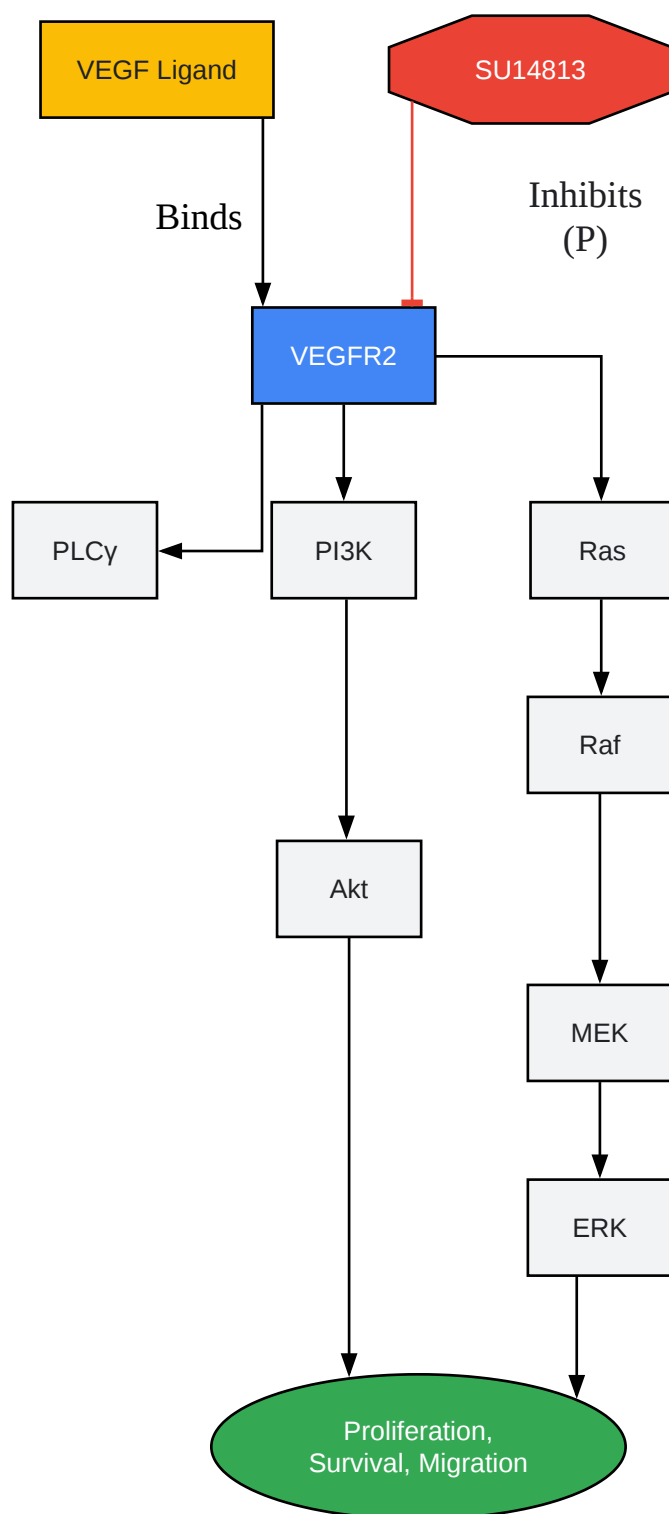 VEGF Ligand
SU14813
Binds
Inhibits
(P)
VEGFR2
PLCγ
PI3K
Ras
Raf
Akt
MEK
ERK
Proliferation,
Survival, Migration